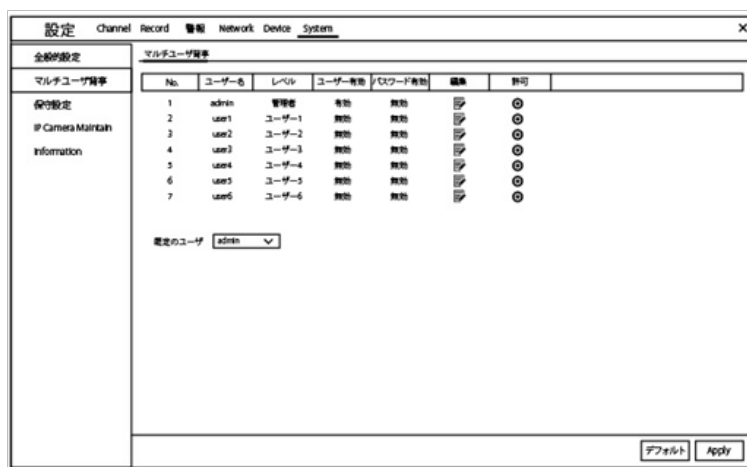 設定 Channel Record 警報 Network Device System X
全般的設定
マルチユーザ背事
保守設定
IP Camera Maintain
Information
マルチユーザ背事
No. ユーザー名 レベル ユーザー有効 パスワード有効 編集 許可
1 admin 管理者 有効 無効
2 user1 ユーザー1 無効 無効
3 user2 ユーザー2 無効 無効
4 user3 ユーザー3 無効 無効
5 user4 ユーザー4 無効 無効
6 user5 ユーザー5 無効 無効
7 user6 ユーザー6 無効 無効
既定のユーザ admin
デフォルト Apply